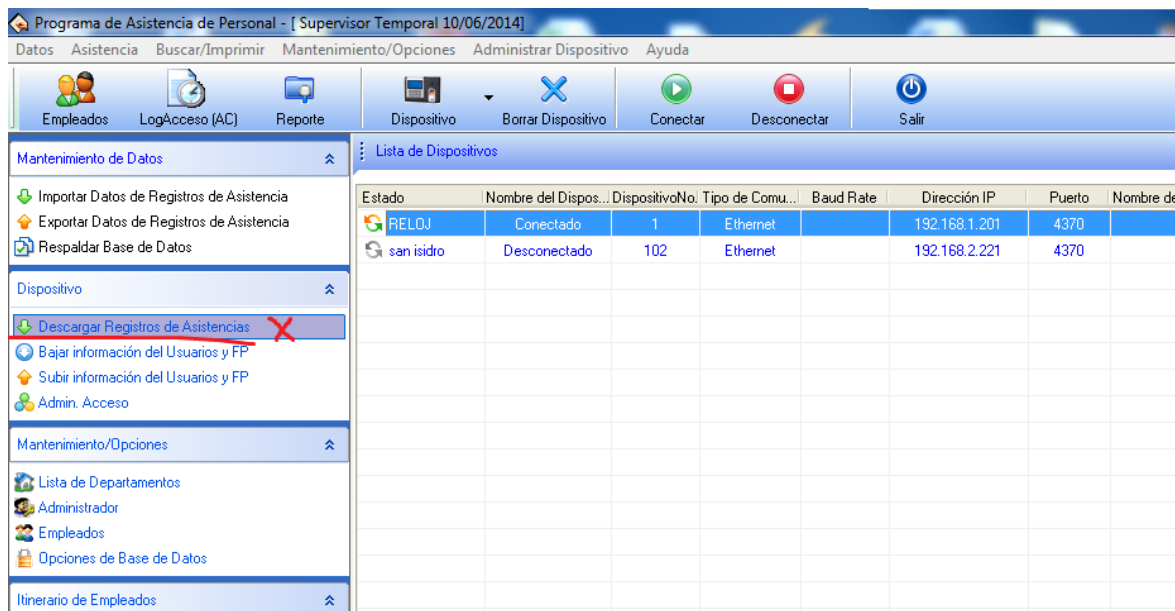 Programa de Asistencia de Personal - [ Supervisor Temporal 10/06/2014]
Datos Asistencia Buscar/Imprimir Mantenimiento/Opciones Administrar Dispositivo Ayuda
Empleados LogAcceso (AC) Reporte Dispositivo Borrar Dispositivo Conectar Desconectar Salir
Mantenimiento de Datos
Importar Datos de Registros de Asistencia
Exportar Datos de Registros de Asistencia
Respaldar Base de Datos
Dispositivo
Descargar Registros de Asistencias X
Bajar información del Usuarios y FP
Subir información del Usuarios y FP
Admin. Acceso
Mantenimiento/Opciones
Lista de Departamentos
Administrador
Empleados
Opciones de Base de Datos
Itinerario de Empleados
Lista de Dispositivos
Estado Nombre del Dispos... DispositivoNo. Tipo de Comu... Baud Rate Dirección IP Puerto Nombre de
RELOJ Conectado 1 Ethernet 192.168.1.201 4370
san isidro Desconectado 102 Ethernet 192.168.2.221 4370